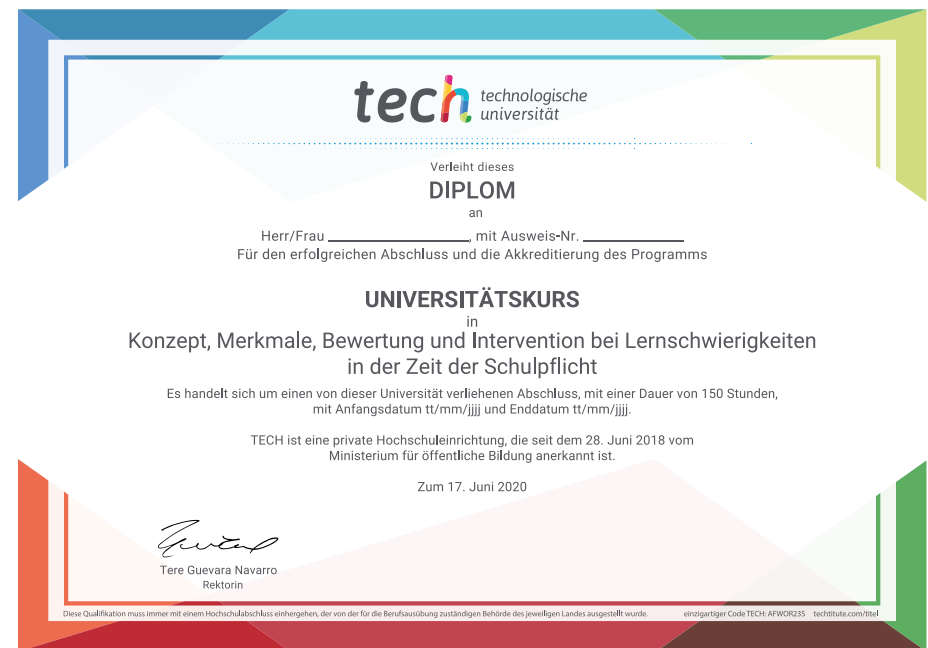 tech technologische
universität
Verleiht dieses
DIPLOM
an
Herr/Frau ____________________, mit Ausweis-Nr. ______________
Für den erfolgreichen Abschluss und die Akkreditierung des Programms
UNIVERSITÄTSKURS
in
Konzept, Merkmale, Bewertung und Intervention bei Lernschwierigkeiten
in der Zeit der Schulpflicht
Es handelt sich um einen von dieser Universität verliehenen Abschluss, mit einer Dauer von 150 Stunden,
mit Anfangsdatum tt/mm/jjjj und Enddatum tt/mm/jjjj.
TECH ist eine private Hochschuleinrichtung, die seit dem 28. Juni 2018 vom
Ministerium für öffentliche Bildung anerkannt ist.
Zum 17. Juni 2020
Tere Guevara Navarro
Rektorin
Diese Qualifikation muss immer mit einem Hochschulabschluss einhergehen, der von der für die Berufsausübung zuständigen Behörde des jeweiligen Landes ausgestellt wurde. einzigartiger Code TECH: AFWOR23S techtitute.com/titel